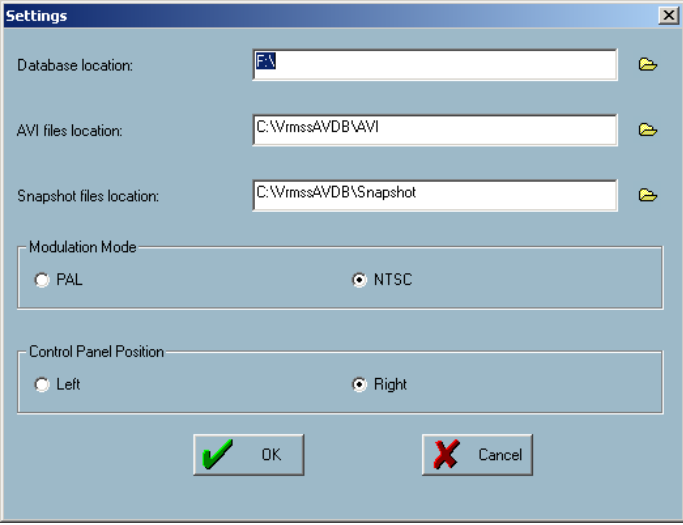 Settings
Database location:
F:\
AVI files location:
C:\VrmssAVDB\AVI
Snapshot files location:
C:\VrmssAVDB\Snapshot
Modulation Mode
PAL
NTSC
Control Panel Position
Left
Right
OK
Cancel